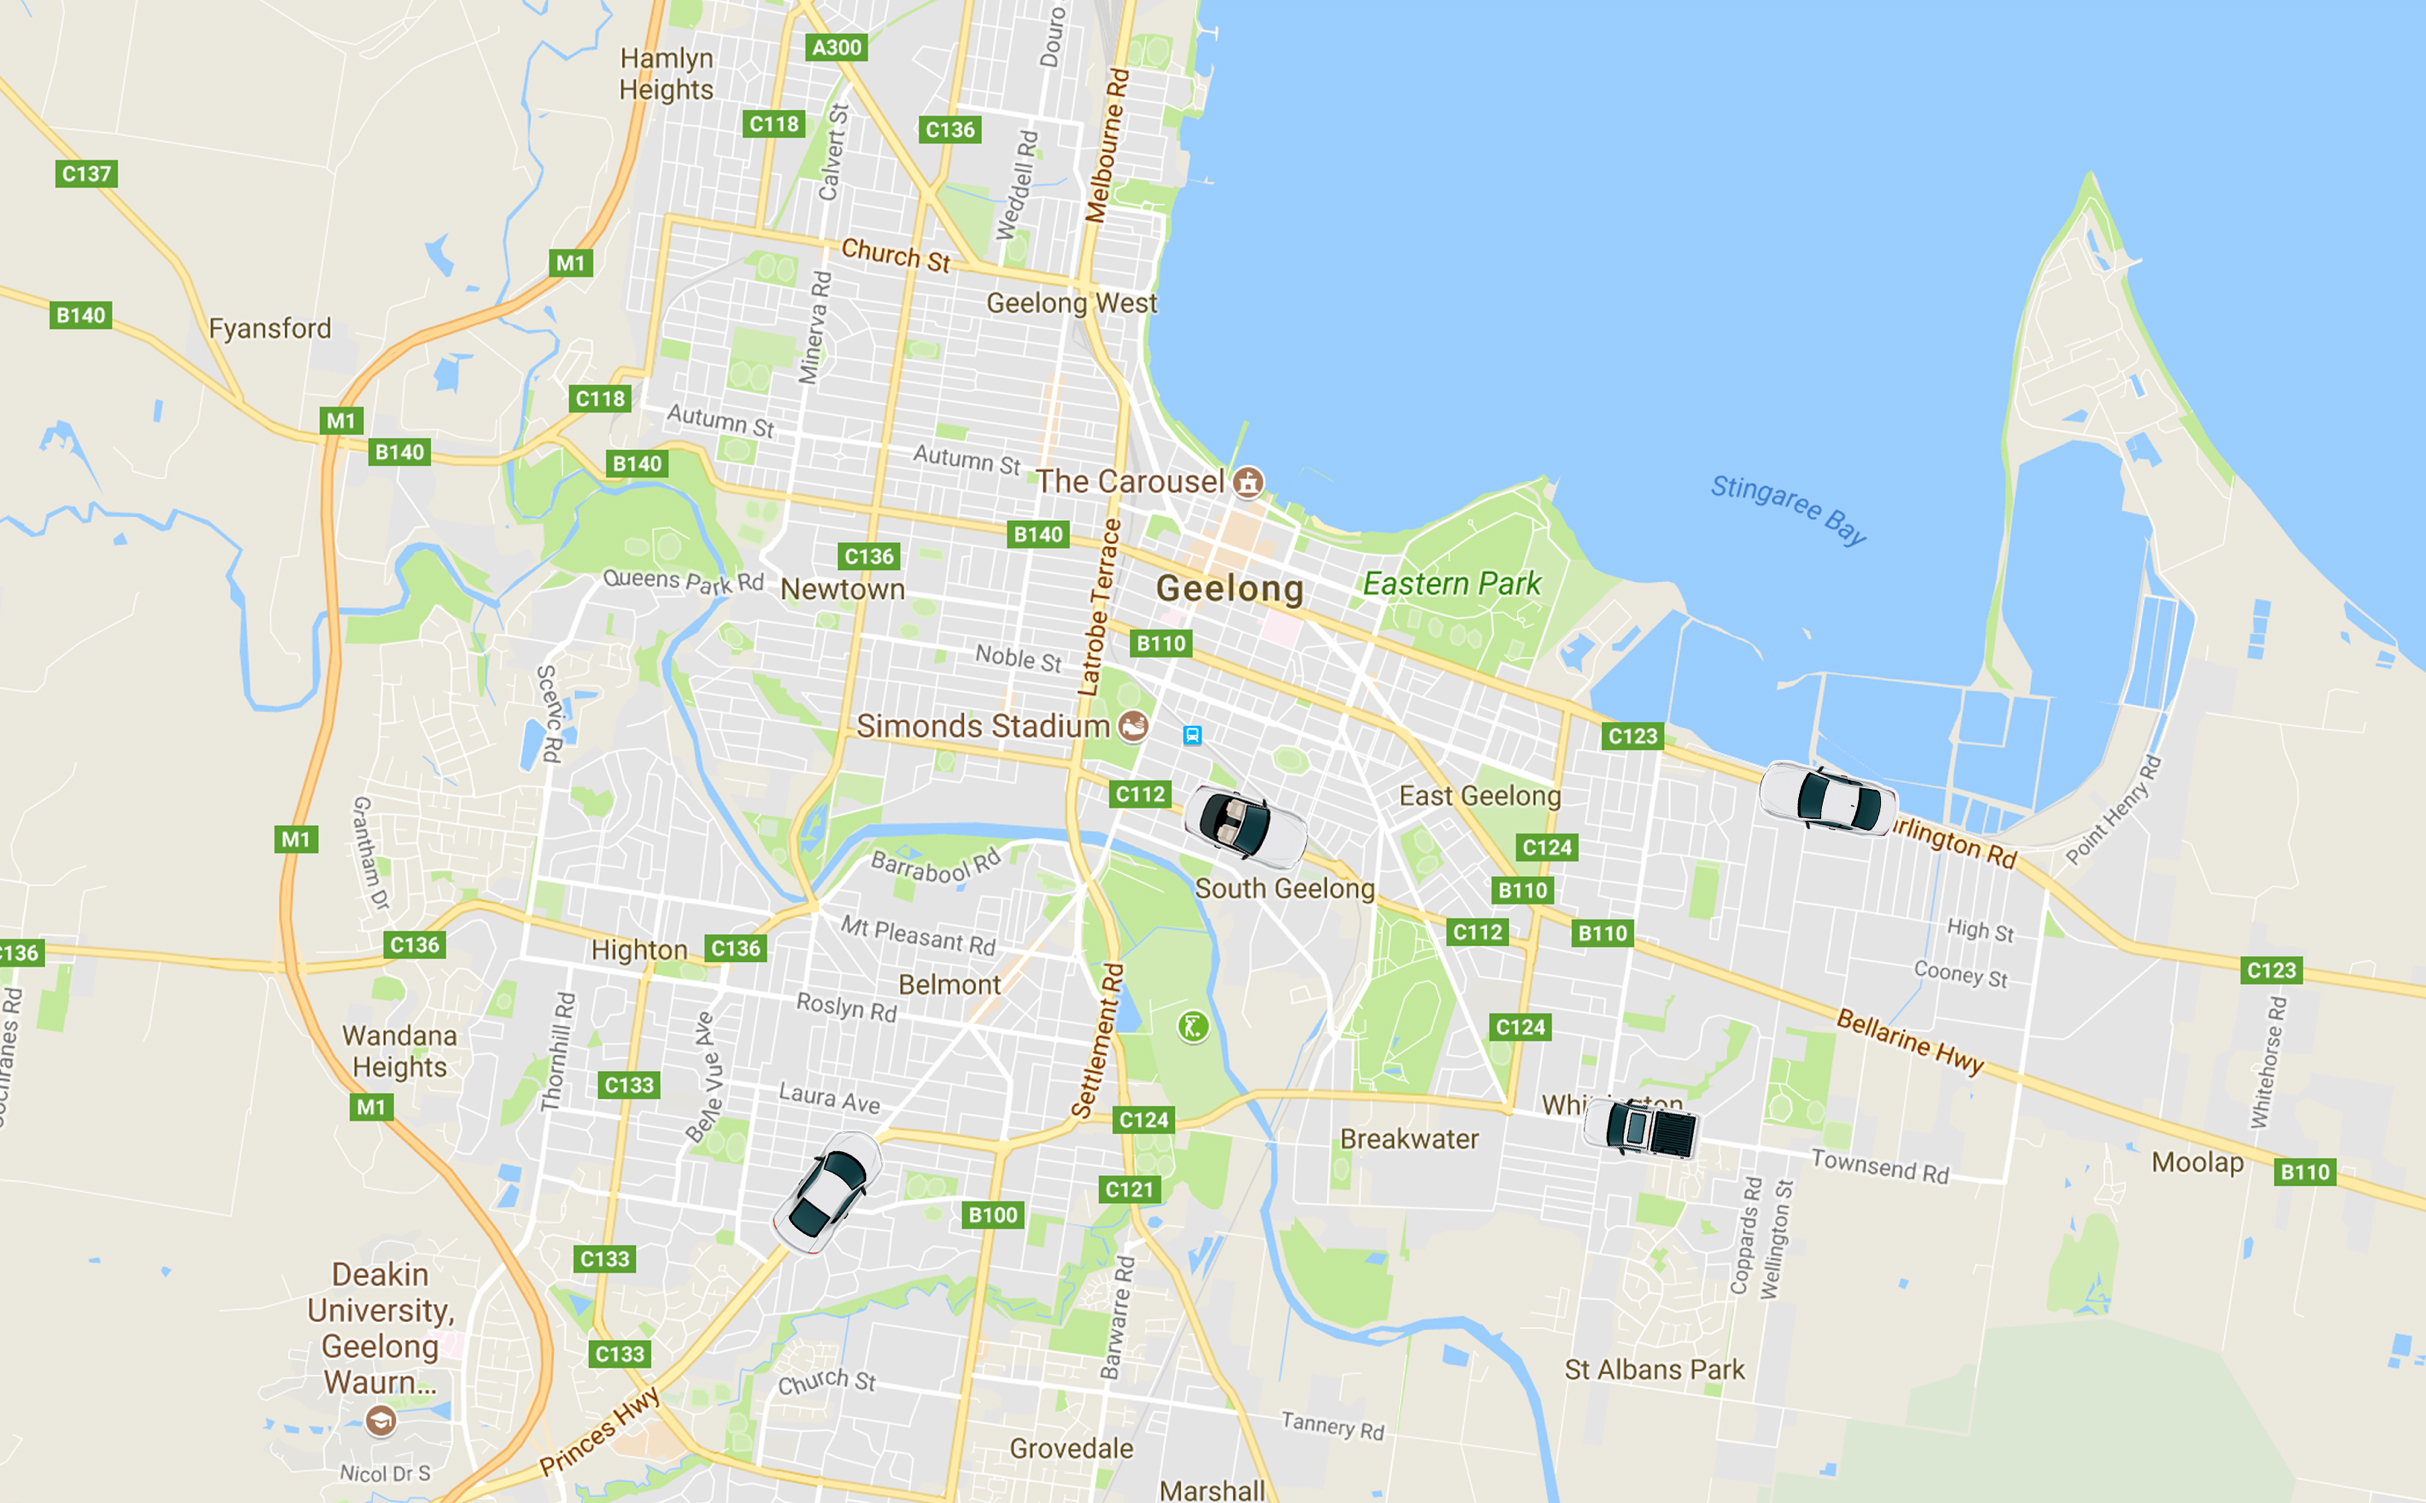 Hamlyn
Heights
A300
Douro
C118
C136
Calvert St
Weddell Rd
Melbourne Rd
C137
M1
Church St
Geelong West
B140
Fyansford
Minerva Rd
C118
M1
B140
B140
Autumn St
Autumn St
The Carousel
Stingaree Bay
B140
C136
Queens Park Rd
Newtown
Geelong
Eastern Park
Latrobe Terrace
B110
Noble St
Scenic Rd
Simonds Stadium
C123
C112
East Geelong
Point Henry Rd
M1
Grantham Dr
Barrabool Rd
C124
rlington Rd
South Geelong
B110
C136
C136
Highton
C136
Mt Pleasant Rd
C112
B110
High St
Belmont
C123
Cooney St
Cochranes Rd
Roslyn Rd
Settlement Rd
C124
Bellarine Hwy
Whitehorse Rd
Wandana
Heights
Thornhill Rd
Belle Vue Ave
C133
M1
Laura Ave
C124
Breakwater
Townsend Rd
Moolap
B110
C121
B100
Coppards Rd
Wellington St
C133
Deakin
University,
Geelong
Waurn...
Barwarre Rd
C133
Church St
St Albans Park
Princes Hwy
Tannery Rd
Grovedale
Nicol Dr S
Marshall